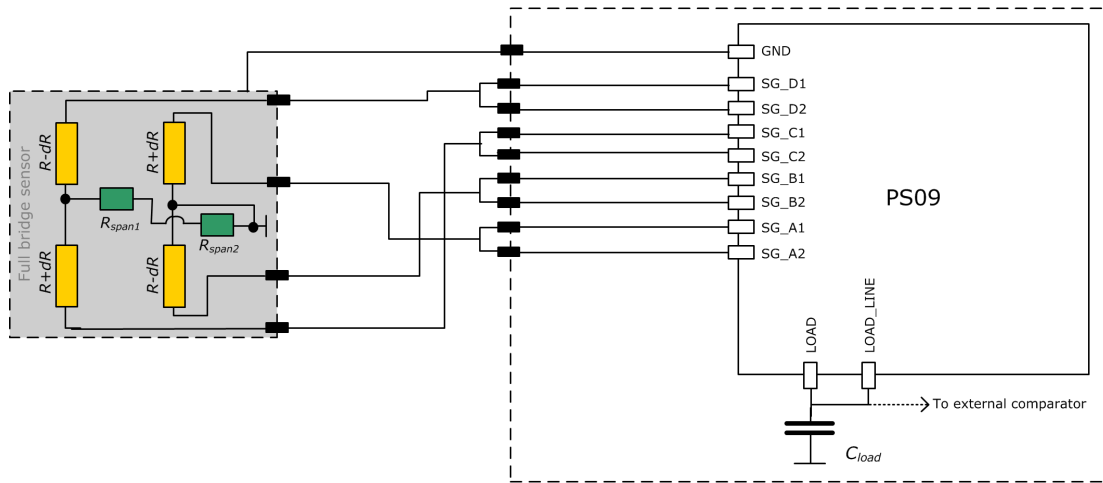 GND
SG_D1
SG_D2
SG_C1
SG_C2
SG_B1
SG_B2
SG_A1
SG_A2
PS09
LOAD
LOAD_LINE
To external comparator
Cload
Full bridge sensor
R-dR
R+dR
Rspan1
Rspan2
R+dR
R-dR